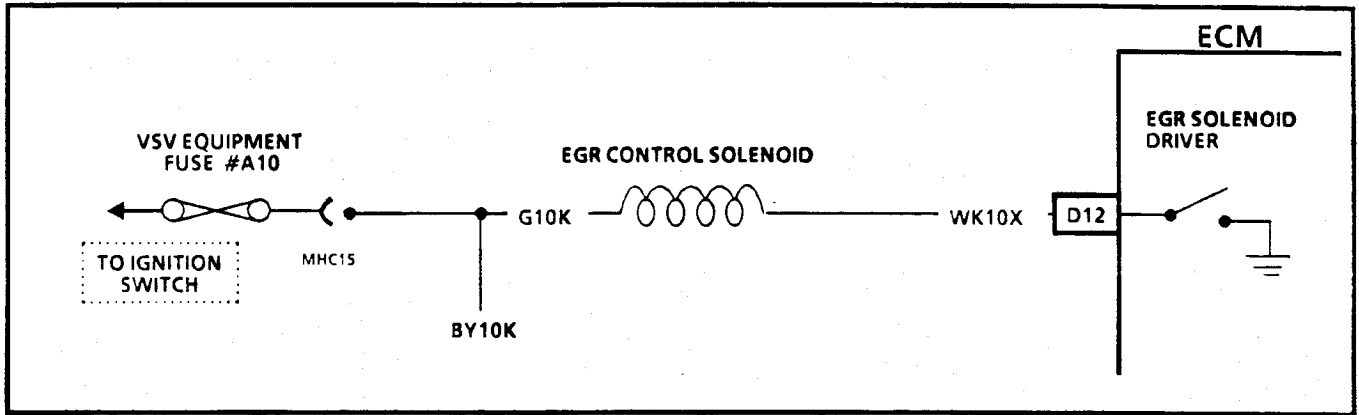 ECM
EGR SOLENOID
DRIVER
VSV EQUIPMENT
FUSE #A10
EGR CONTROL SOLENOID
G10K
WK10X
D12
TO IGNITION
SWITCH
MHC15
BY10K